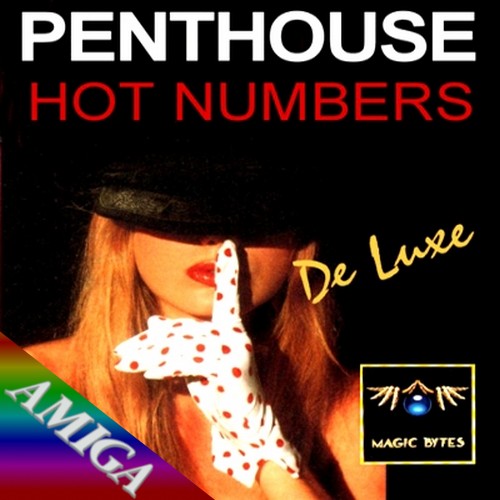 PENTHOUSE
HOT NUMBERS
De Luxe
AMIGA
MAGIC BYTES